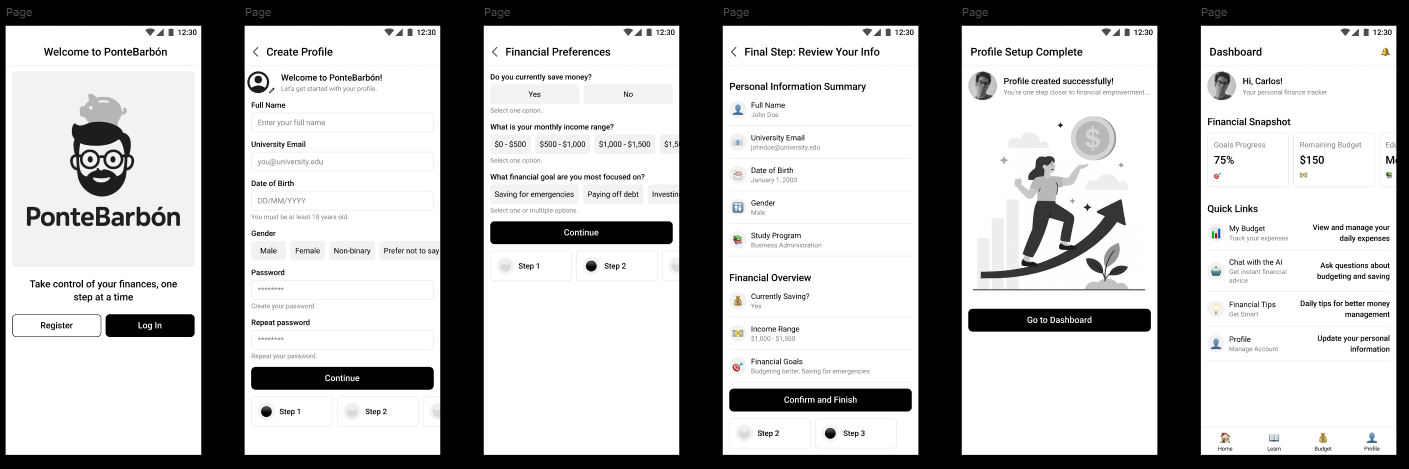 Page
12:30
Welcome to PonteBarbón
PonteBarbón
Take control of your finances, one
step at a time
Register
Log In
Page
12:30
Create Profile
Welcome to PonteBarbón!
Let's get started with your profile.
Full Name
Enter your full name
University Email
you@university.edu
Date of Birth
DD/MM/YYYY
You must be at least 18 years old.
Gender
Male
Female
Non-binary
Prefer not to say
Password
********
Create your password.
Repeat password
********
Repeat your password.
Continue
Step 1
Step 2
Page
12:30
Financial Preferences
Do you currently save money?
Yes
No
Select one option.
What is your monthly income range?
$0 - $500
$500 - $1,000
$1,000 - $1,500
Select one option.
What financial goal are you most focused on?
Saving for emergencies
Paying off debt
Select one or multiple options.
Continue
Step 1
Step 2
Page
12:30
Final Step: Review Your Info
Personal Information Summary
Full Name
John Doe
University Email
johndoe@university.edu
Date of Birth
January 1, 2000
Gender
Male
Study Program
Business Administration
Financial Overview
Currently Saving?
Yes
Income Range
$1,000 - $1,500
Financial Goals
Budgeting better, Saving for emergencies
Confirm and Finish
Step 2
Step 3
Page
12:30
Profile Setup Complete
Profile created successfully!
You're one step closer to financial empowerment...
$
Go to Dashboard
Page
12:30
Dashboard
Hi, Carlos!
Your personal finance tracker
Financial Snapshot
Goals Progress
75%
Remaining Budget
$150
Quick Links
My Budget
Track your expenses
View and manage your
daily expenses
Chat with the AI
Get instant financial
advice
Ask questions about
budgeting and saving
Financial Tips
Get Smart
Daily tips for better money
management
Profile
Manage Account
Update your personal
information
Home
Learn
Budget
Profile